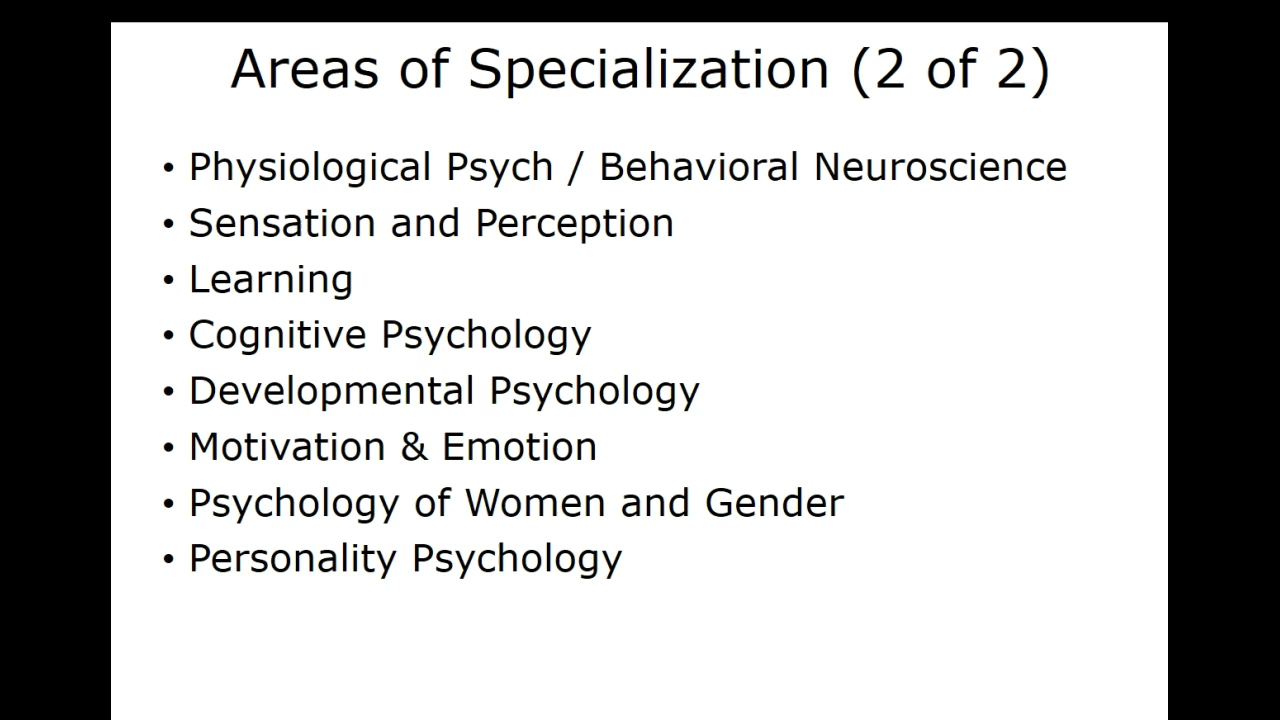 Areas of Specialization (2 of 2)
• Physiological Psych / Behavioral Neuroscience
• Sensation and Perception
• Learning
• Cognitive Psychology
• Developmental Psychology
• Motivation & Emotion
• Psychology of Women and Gender
• Personality Psychology